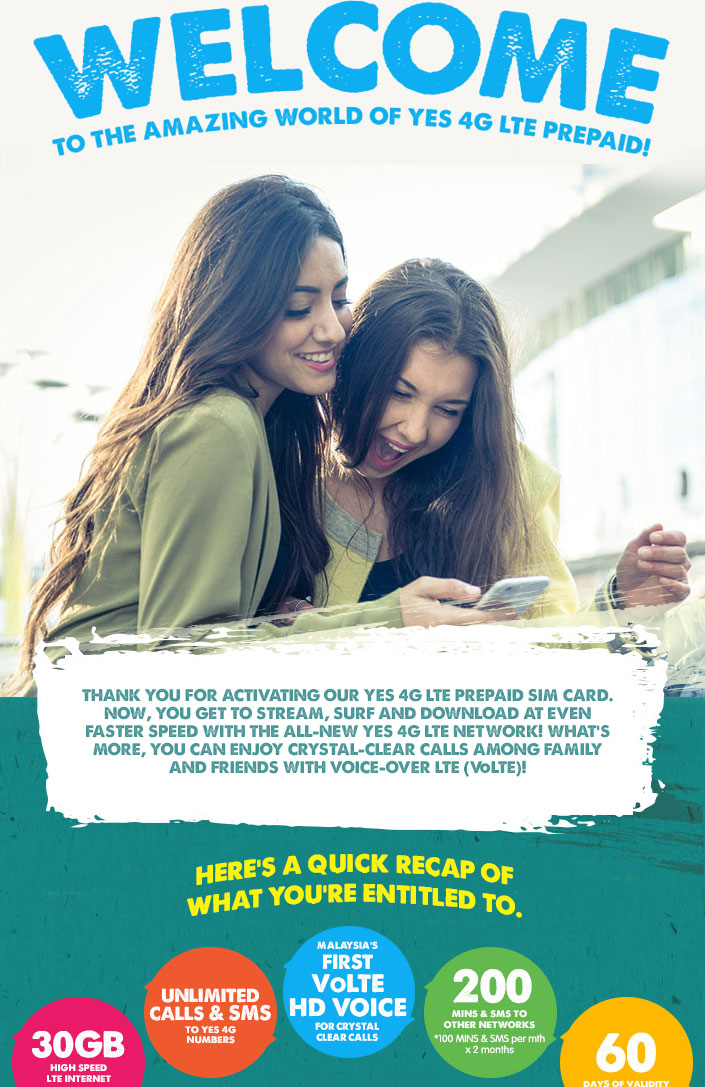 WELCOME
TO THE AMAZING WORLD OF YES 4G LTE PREPAID!
THANK YOU FOR ACTIVATING OUR YES 4G LTE PREPAID SIM CARD.
NOW, YOU GET TO STREAM, SURF AND DOWNLOAD AT EVEN
FASTER SPEED WITH THE ALL-NEW YES 4G LTE NETWORK! WHAT'S
MORE, YOU CAN ENJOY CRYSTAL-CLEAR CALLS AMONG FAMILY
AND FRIENDS WITH VOICE-OVER LTE (VoLTE)!
HERE'S A QUICK RECAP OF
WHAT YOU'RE ENTITLED TO.
30GB
HIGH SPEED
LTE INTERNET
UNLIMITED
CALLS & SMS
TO YES 4G
NUMBERS
MALAYSIA'S
FIRST
VoLTE
HD VOICE
FOR CRYSTAL
CLEAR CALLS
200
MINS & SMS TO
OTHER NETWORKS
*100 MINS & SMS per mth
x 2 months
60
DAYS OF VALIDITY